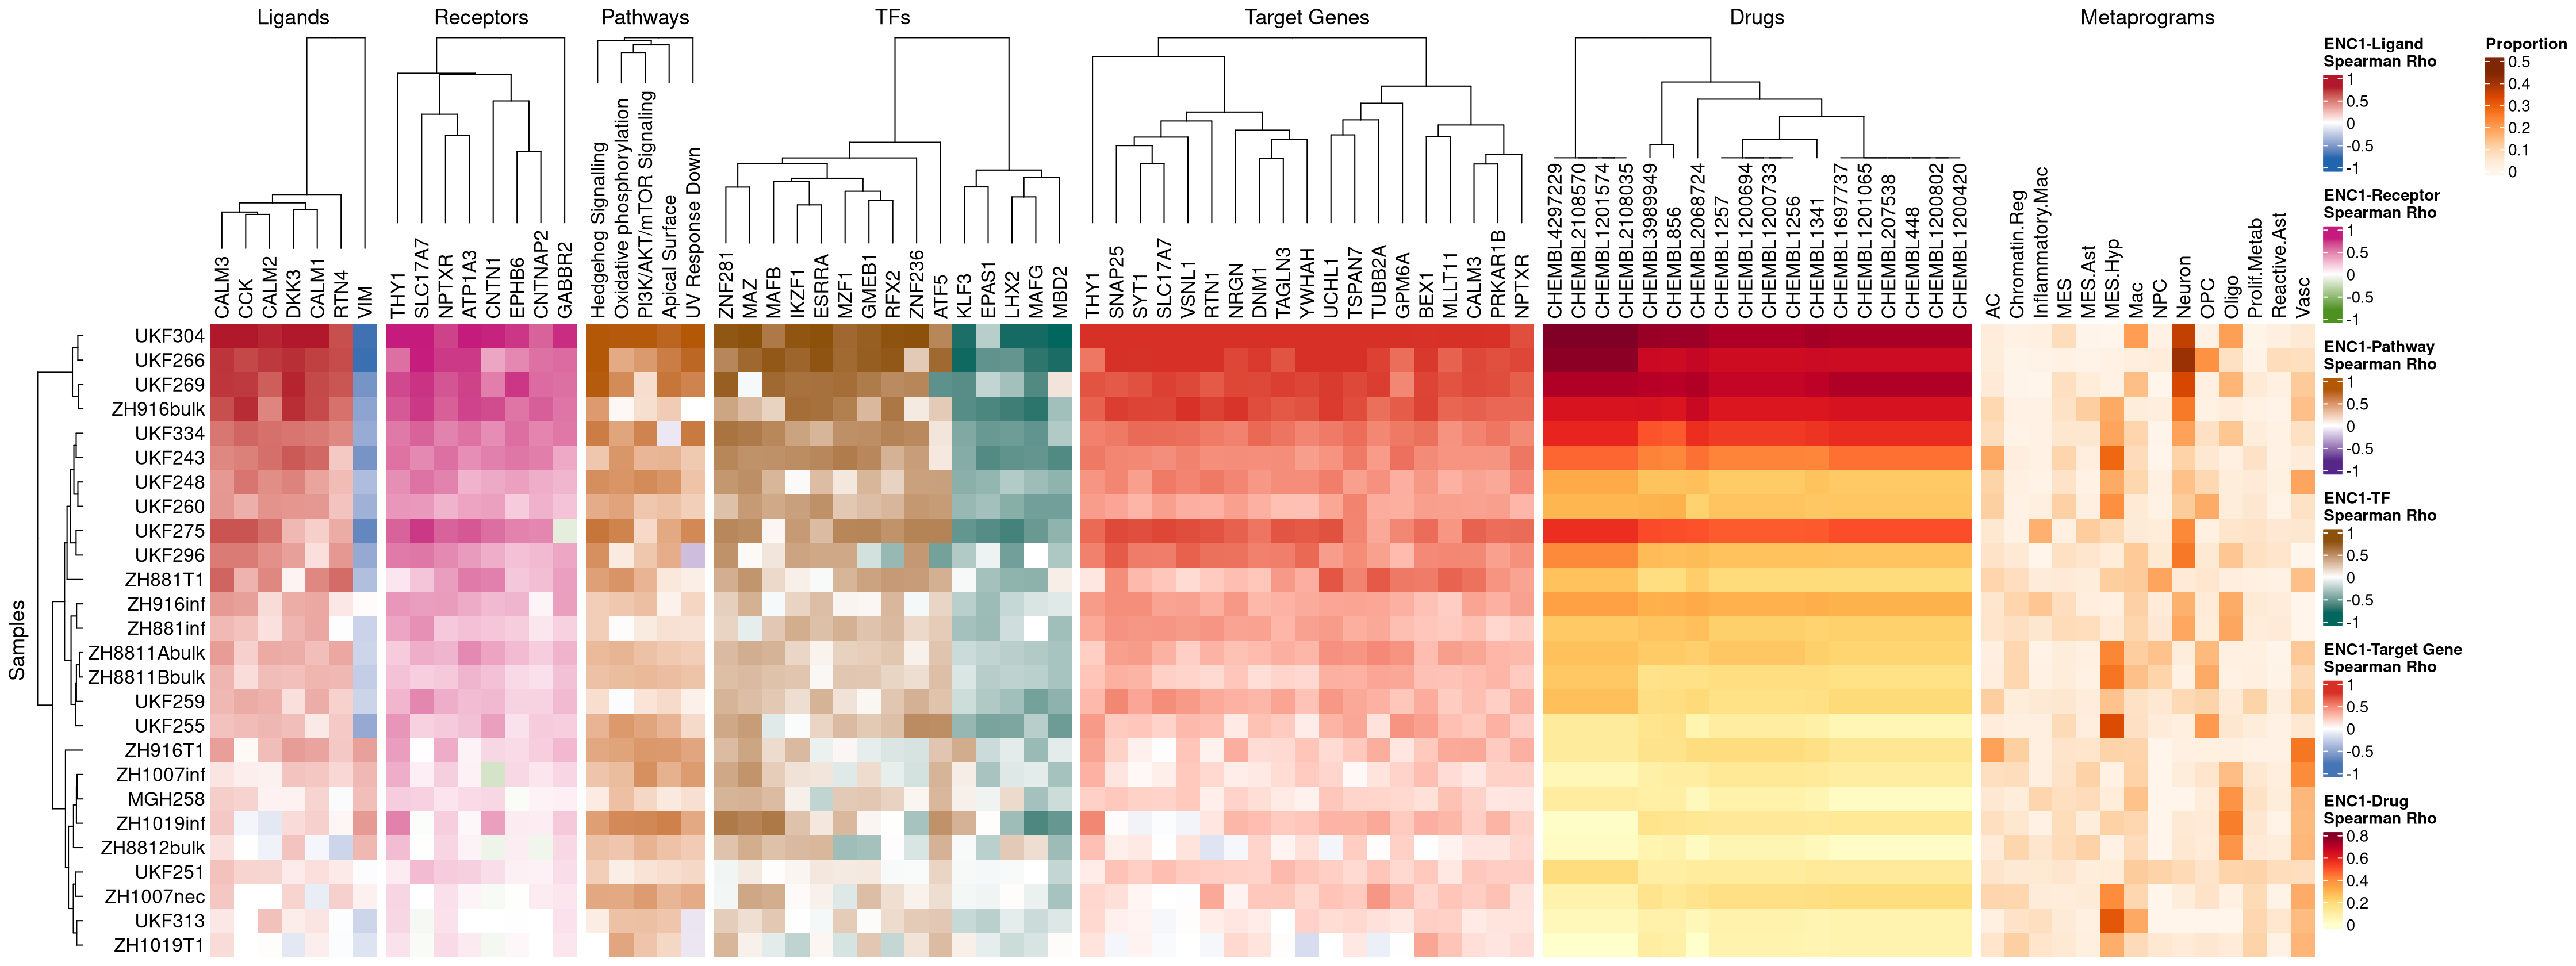 Ligands
Receptors
Pathways
TFs
Target Genes
Drugs
Metaprograms
CALM3
CCK
CALM2
DKK3
CALM1
RTN4
VIM
THY1
SLC17A7
NPTXR
ATP1A3
CNTN1
EPHB6
CNTNAP2
GABBR2
Hedgehog Signalling
Oxidative phosphorylation
PI3K/AKT/mTOR Signaling
Apical Surface
UV Response Down
ZNF281
MAZ
MAFB
IKZF1
ESRRA
MZF1
GMEB1
RFX2
ZNF236
ATF5
KLF3
EPAS1
LHX2
MAFG
MBD2
THY1
SNAP25
SYT1
SLC17A7
VSNL1
RTN1
NRGN
DNM1
TAGLN3
YWHAH
UCHL1
TSPAN7
TUBB2A
GPM6A
BEX1
MLLT11
CALM3
PRKAR1B
NPTXR
CHEMBL4297229
CHEMBL2108570
CHEMBL1201574
CHEMBL2108035
CHEMBL3989949
CHEMBL856
CHEMBL2068724
CHEMBL1257
CHEMBL1200694
CHEMBL1200733
CHEMBL1256
CHEMBL1341
CHEMBL1697737
CHEMBL1201065
CHEMBL207538
CHEMBL448
CHEMBL1200802
CHEMBL1200420
AC
Chromatin.Reg
Inflammatory.Mac
MES
MES.Ast
MES.Hyp
Mac
NPC
Neuron
OPC
Oligo
Prolif.Metab
Reactive.Ast
Vasc
Samples
UKF304
UKF266
UKF269
ZH916bulk
UKF334
UKF243
UKF248
UKF260
UKF275
UKF296
ZH881T1
ZH916inf
ZH881inf
ZH8811Abulk
ZH8811Bbulk
UKF259
UKF255
ZH916T1
ZH1007inf
MGH258
ZH1019inf
ZH8812bulk
UKF251
ZH1007nec
UKF313
ZH1019T1
ENC1-Ligand
Spearman Rho
1
0.5
0
-0.5
-1
ENC1-Receptor
Spearman Rho
1
0.5
0
-0.5
-1
ENC1-Pathway
Spearman Rho
1
0.5
0
-0.5
-1
ENC1-TF
Spearman Rho
1
0.5
0
-0.5
-1
ENC1-Target Gene
Spearman Rho
1
0.5
0
-0.5
-1
ENC1-Drug
Spearman Rho
0.8
0.6
0.4
0.2
0
Proportion
0.5
0.4
0.3
0.2
0.1
0